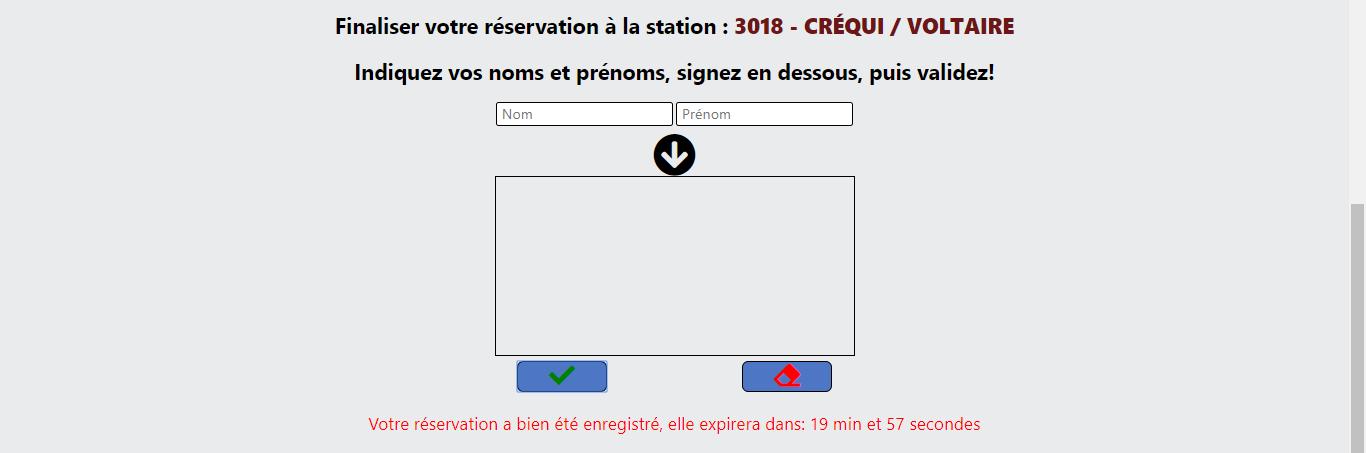 Finaliser votre réservation à la station : 3018 - CRÉQUI / VOLTAIRE
Indiquez vos noms et prénoms, signez en dessous, puis validez!
Nom Prénom
Votre réservation a bien été enregistré, elle expirera dans: 19 min et 57 secondes